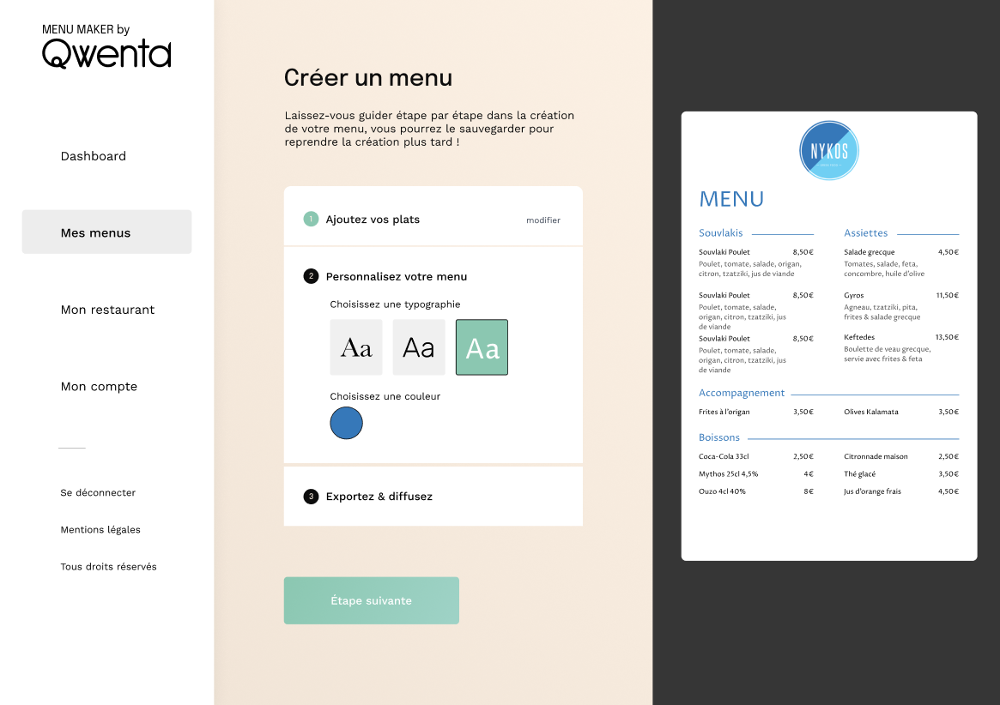 MENU MAKER by
Qwenta
Dashboard
Mes menus
Mon restaurant
Mon compte
Se déconnecter
Mentions légales
Tous droits réservés
Créer un menu
Laissez-vous guider étape par étape dans la création
de votre menu, vous pourrez le sauvegarder pour
reprendre la création plus tard !
1 Ajoutez vos plats modifier
2 Personnalisez votre menu
Choisissez une typographie
Aa Aa Aa
Choisissez une couleur
3 Exportez & diffusez
Étape suivante
NYKOS
MENU
Souvlakis
Souvlaki Poulet 8,50€
Poulet, tomate, salade, origan,
citron, tzatziki, jus de viande
Souvlaki Poulet 8,50€
Poulet, tomate, salade,
origan, citron, tzatziki, jus
de viande
Souvlaki Poulet 8,50€
Poulet, tomate, salade,
origan, citron, tzatziki, jus
de viande
Assiettes
Salade grecque 4,50€
Tomates, salade, feta,
concombre, huile d'olive
Gyros 11,50€
Agneau, tzatziki, pita,
frites & salade grecque
Keftedes 13,50€
Boulette de veau grecque,
servie avec frites & feta
Accompagnement
Frites à l'origan 3,50€ Olives Kalamata 3,50€
Boissons
Coca-Cola 33cl 2,50€ Citronnade maison 2,50€
Mythos 25cl 4,5% 4€ Thé glacé 3,50€
Ouzo 4cl 40% 8€ Jus d'orange frais 4,50€